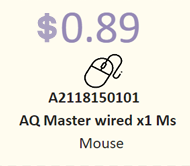 $0.89
A2118150101
AQ Master wired x1 Ms
Mouse